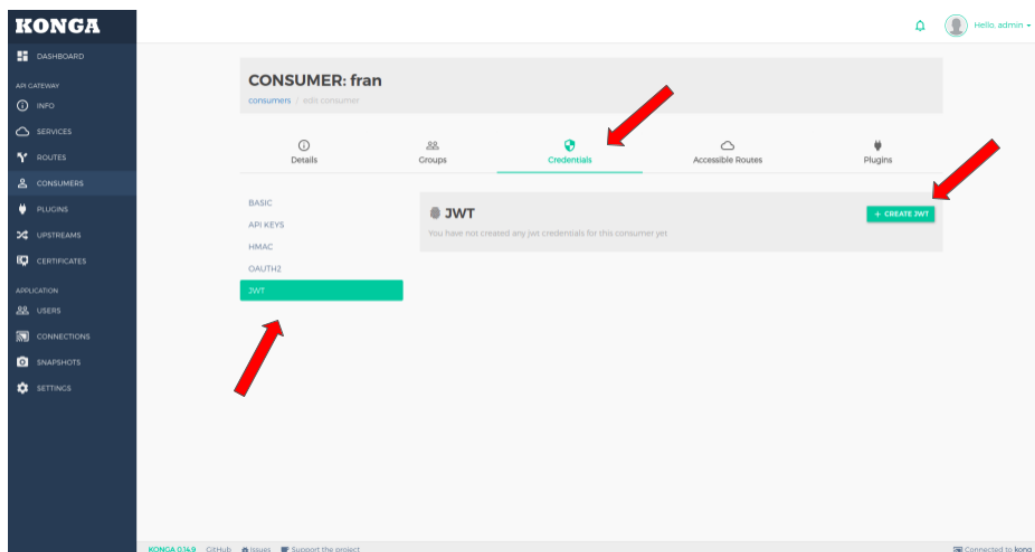 KONGA
Hello, admin
DASHBOARD
API GATEWAY
INFO
SERVICES
ROUTES
CONSUMERS
PLUGINS
UPSTREAMS
CERTIFICATES
APPLICATION
USERS
CONNECTIONS
SNAPSHOTS
SETTINGS
CONSUMER: fran
consumers / edit consumer
Details
Groups
Credentials
Accessible Routes
Plugins
BASIC
API KEYS
HMAC
OAUTH2
JWT
JWT
+ CREATE JWT
You have not created any jwt credentials for this consumer yet
KONGA 0.14.9 GitHub Issues Support the project
Connected to kong